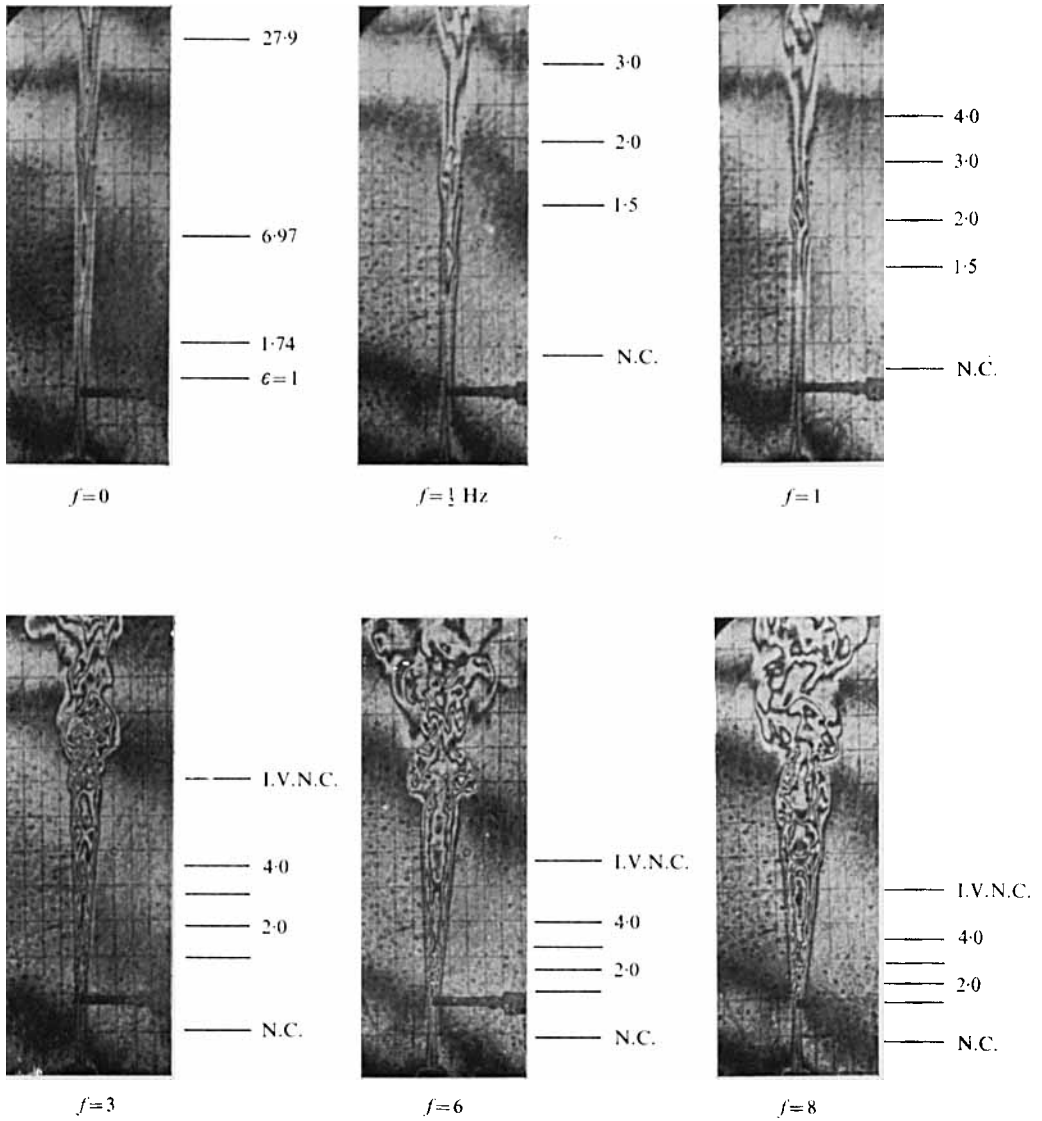 27·9
6·97
1·74
ϵ=1
f=0
3·0
2·0
1·5
N.C.
f=½ Hz
4·0
3·0
2·0
1·5
N.C.
f=1
I.V.N.C.
4·0
2·0
N.C.
f=3
I.V.N.C.
4·0
2·0
N.C.
f=6
I.V.N.C.
4·0
2·0
N.C.
f=8